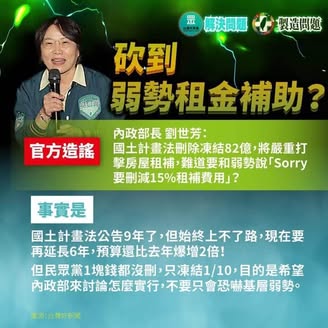 眾 解決問題 製造問題
砍到
弱勢租金補助？
內政部長 劉世芳：
官方造謠
國土計畫法刪除凍結82億，將嚴重打
擊房屋租補，難道要和弱勢說「Sorry
要刪減15%租補費用」？
事實是
國土計畫法公告9年了，但始終上不了路，現在要
再延長6年，預算還比去年爆增2倍！
但民眾黨1塊錢都沒刪，只凍結1/10，目的是希望
內政部來討論怎麼實行，不要只會恐嚇基層弱勢。